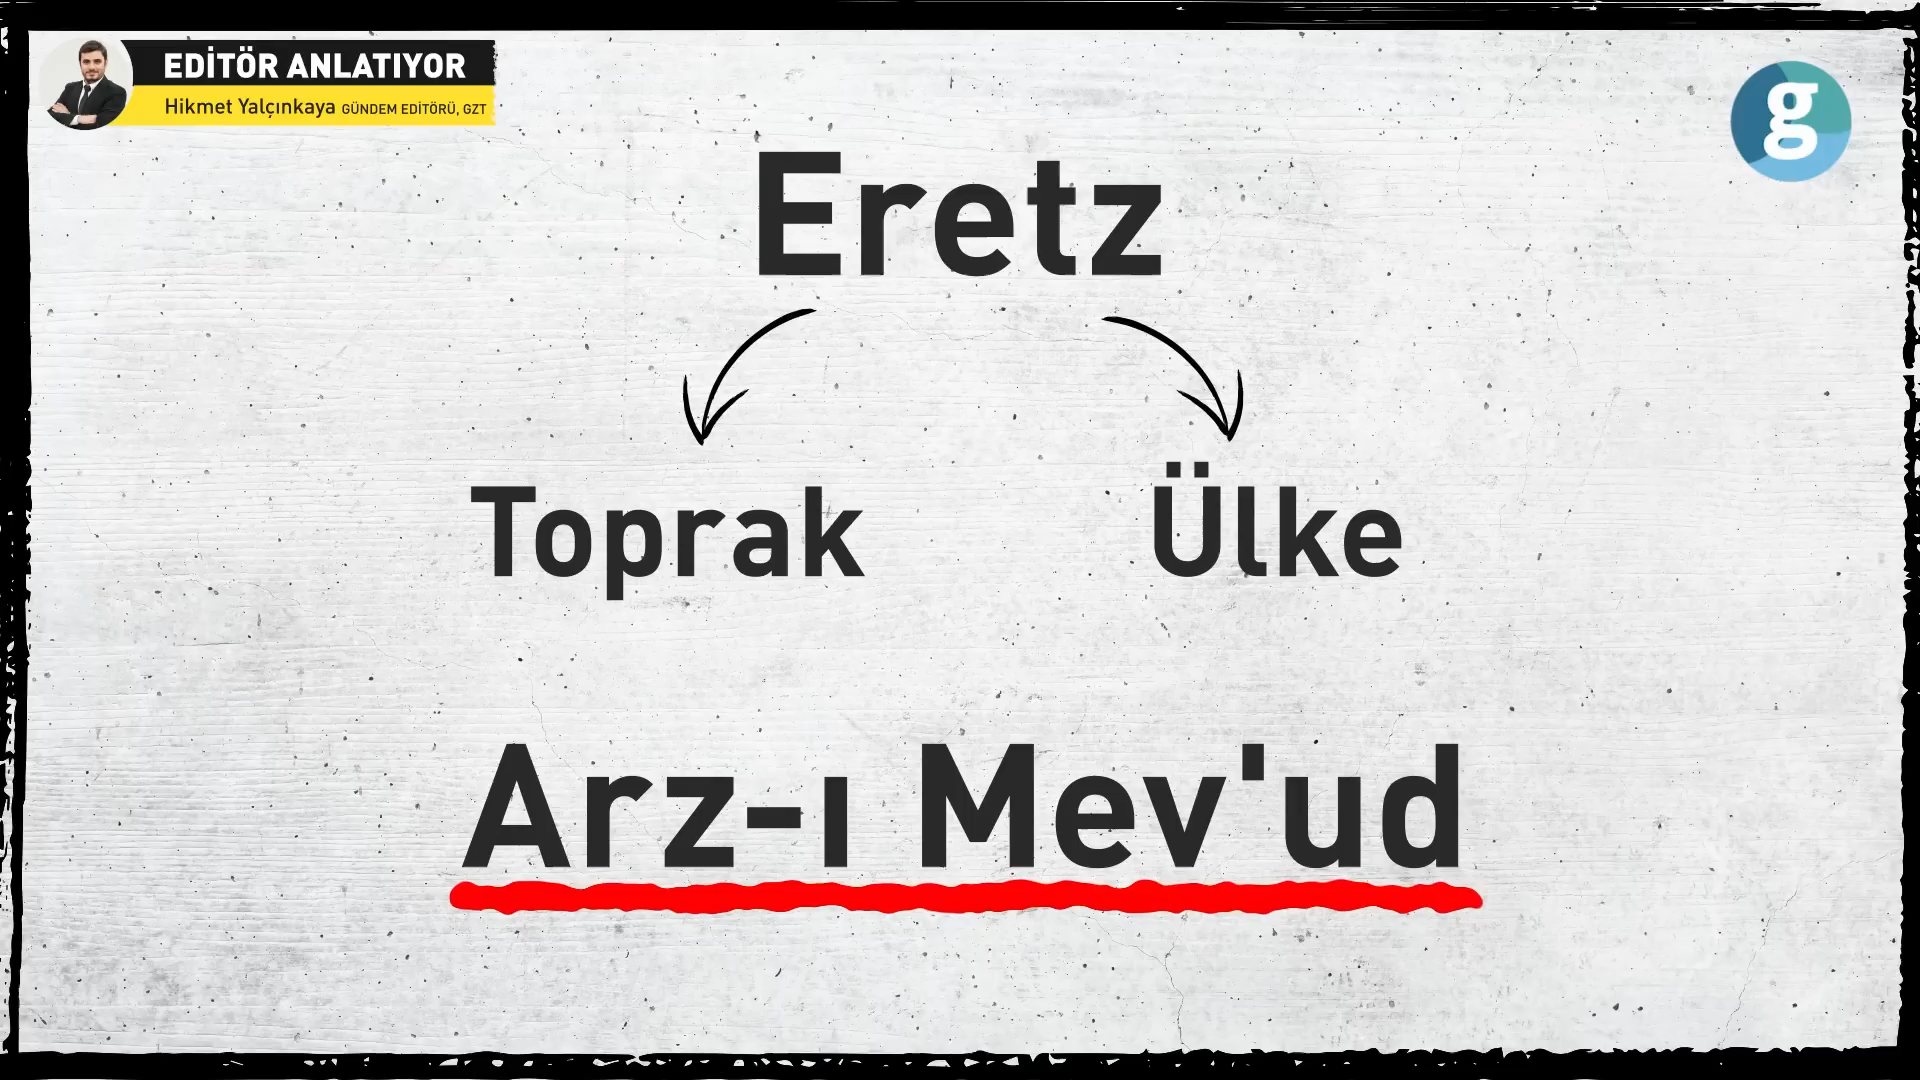 EDİTÖR ANLATIYOR
Hikmet Yalçınkaya GÜNDEM EDİTÖRÜ, GZT
g
Eretz
Toprak Ülke
Arz-ı Mev'ud